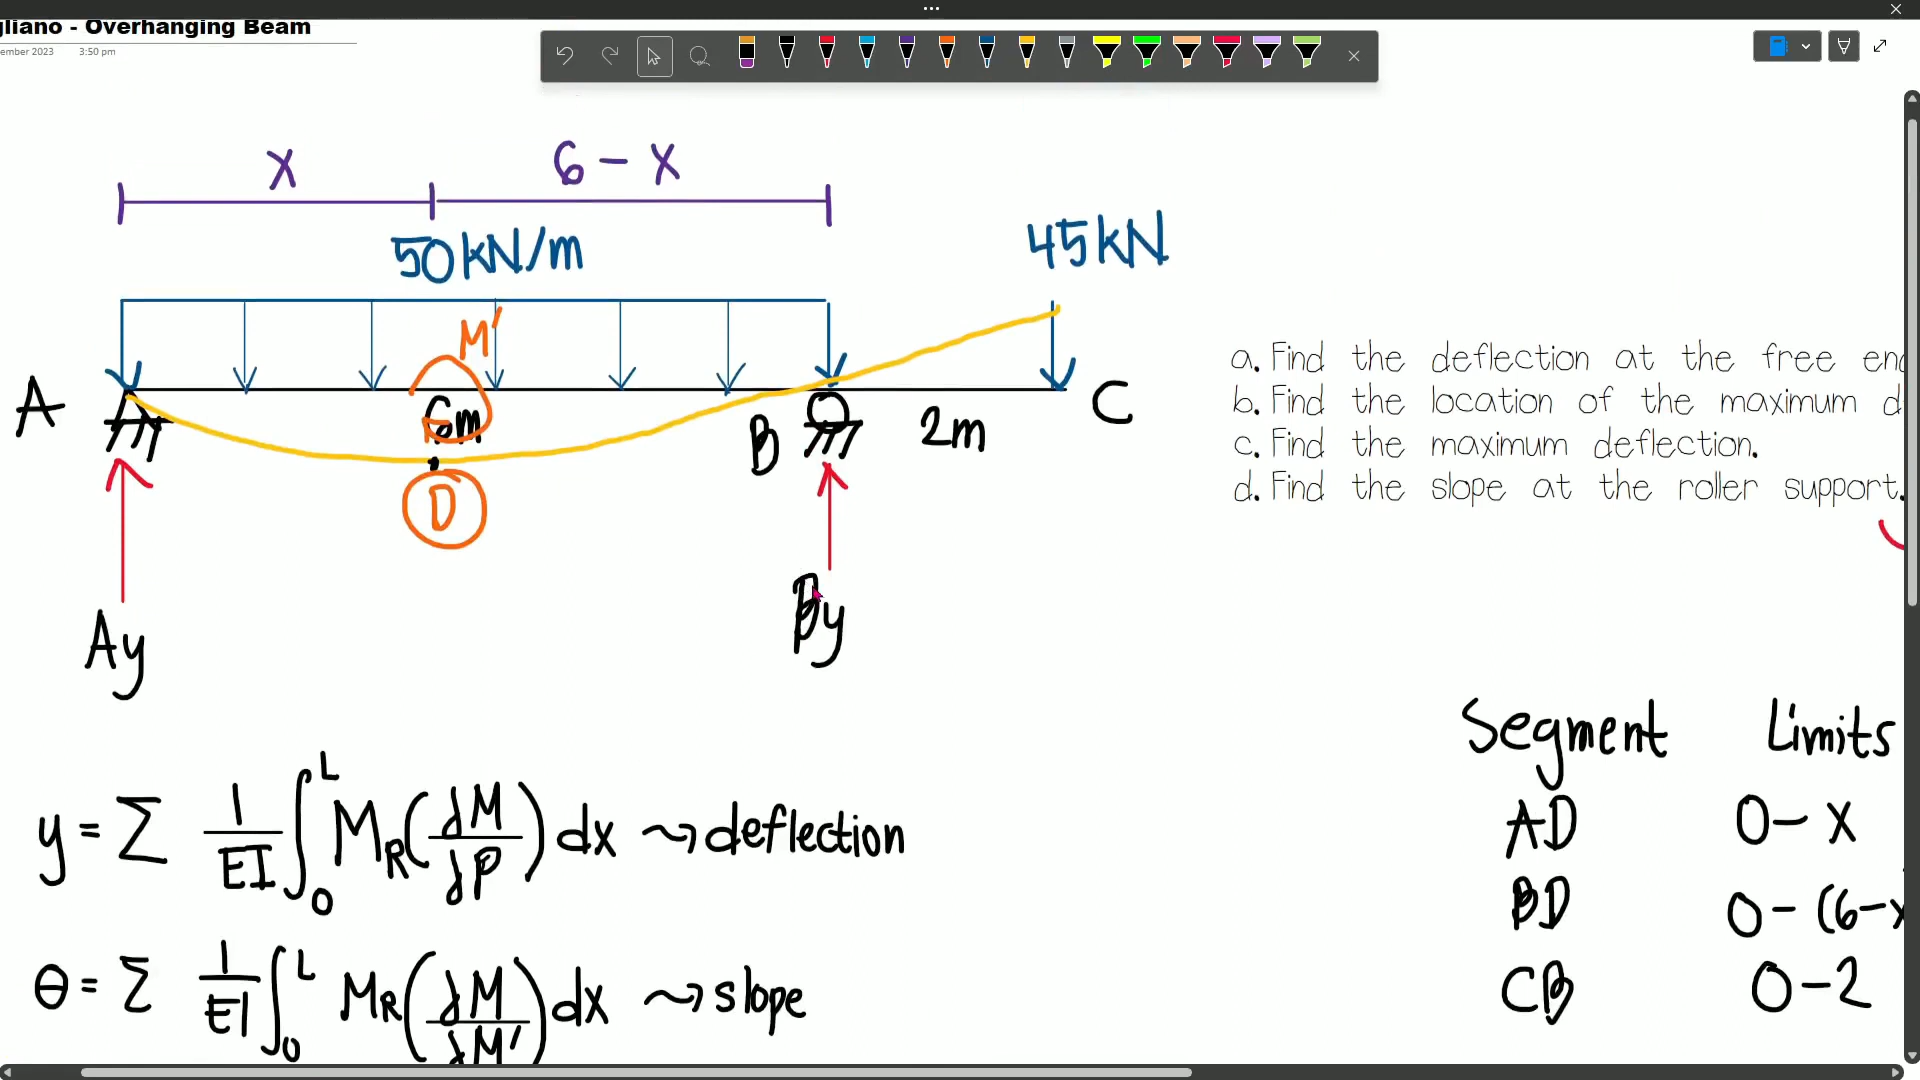 gliano - Overhanging Beam
ember 2023 3:50 pm
x 6 - x
50kN/m 45kN
M'
A 6m B 2m C
D
Ay By
a. Find the deflection at the free en
b. Find the location of the maximum d
c. Find the maximum deflection.
d. Find the slope at the roller support.
Segment Limits
AD 0 - x
BD 0 - (6-x
CB 0 - 2
y = Σ 1/EI ∫₀ᴸ M_R (∂M/∂P) dx ⤳ deflection
θ = Σ 1/EI ∫₀ᴸ M_R (∂M/∂M') dx ⤳ slope